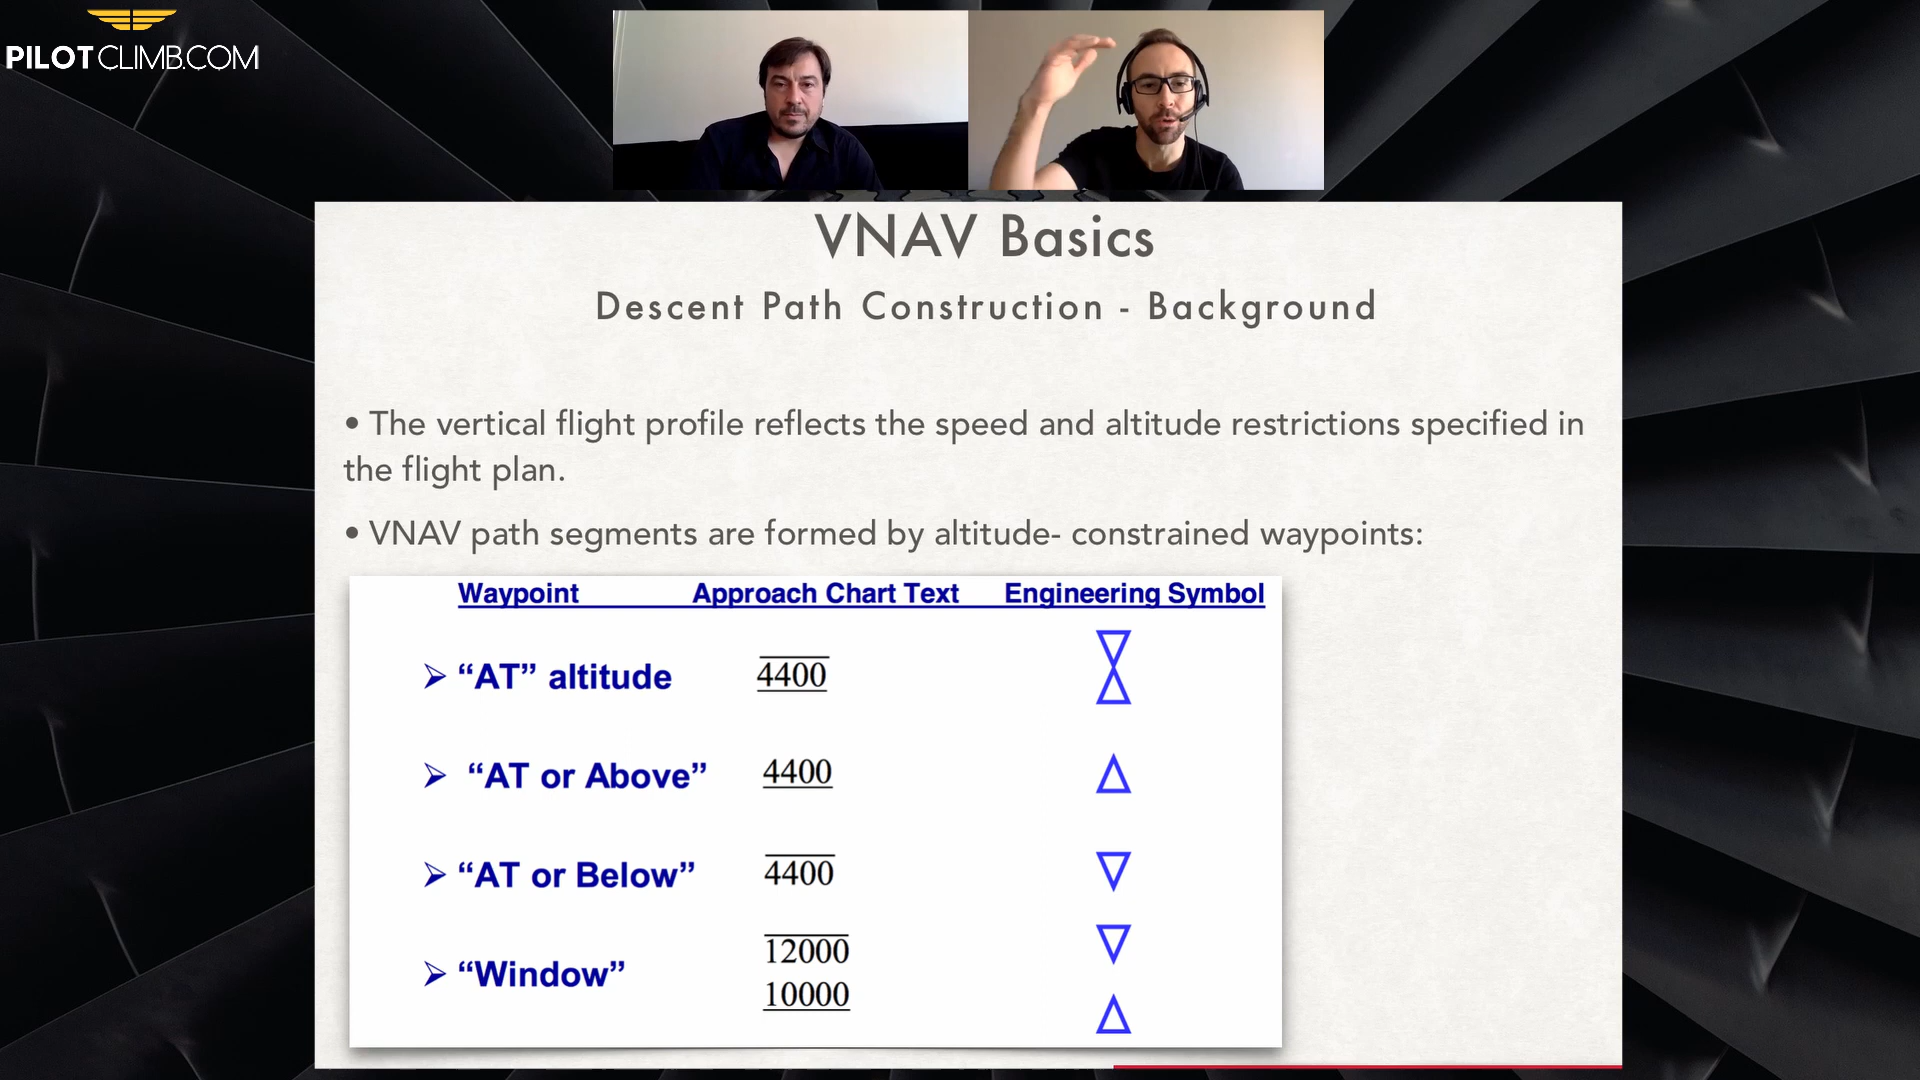 PILOTCLIMB.COM
VNAV Basics
Descent Path Construction - Background
• The vertical flight profile reflects the speed and altitude restrictions specified in
the flight plan.
• VNAV path segments are formed by altitude- constrained waypoints:
Waypoint Approach Chart Text Engineering Symbol
➢ “AT” altitude 4400
➢ “AT or Above” 4400
➢ “AT or Below” 4400
12000
➢ “Window”
10000